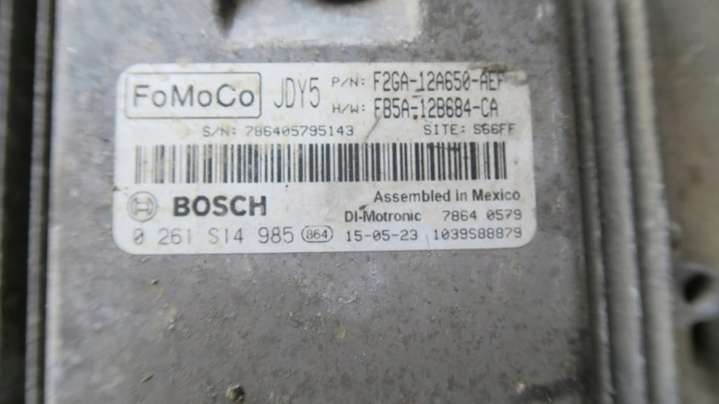 FoMoCo JDY5 P/N: F2GA-12A650-AEF
H/W: FB5A-12B684-CA
S/N: 786405795143 SITE: S66FF
BOSCH Assembled in Mexico
DI-Motronic 7864 0579
0 261 S14 985 864 15-05-23 1039S88879